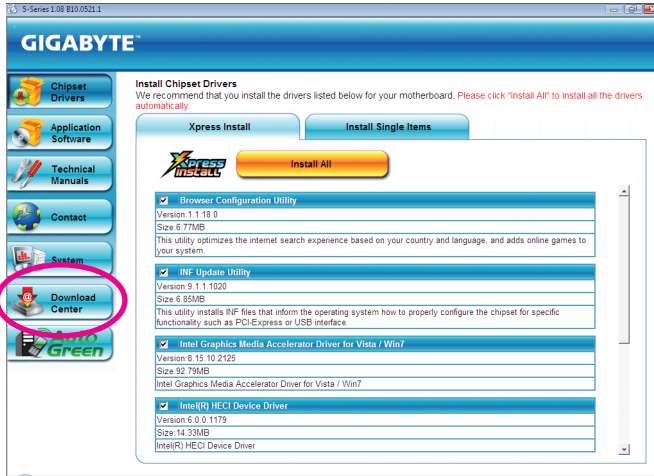 5-Series 1.08 B10.0521.1
GIGABYTE™
Chipset
Drivers
Application
Software
Technical
Manuals
Contact
System
Download
Center
Auto
Green
Install Chipset Drivers
We recommend that you install the drivers listed below for your motherboard. Please click "Install All" to install all the drivers
automatically.
Xpress Install
Install Single Items
Xpress
Install
Install All
Browser Configuration Utility
Version:1.1.18.0
Size:6.77MB
This utility optimizes the internet search experience based on your country and language, and adds online games to
your system.
INF Update Utility
Version:9.1.1.1020
Size:6.85MB
This utility installs INF files that inform the operating system how to properly configure the chipset for specific
functionality such as PCI-Express or USB interface.
Intel Graphics Media Accelerator Driver for Vista / Win7
Version:8.15.10.2125
Size:92.79MB
Intel Graphics Media Accelerator Driver for Vista / Win7
Intel(R) HECI Device Driver
Version:6.0.0.1179
Size:14.33MB
Intel(R) HECI Device Driver